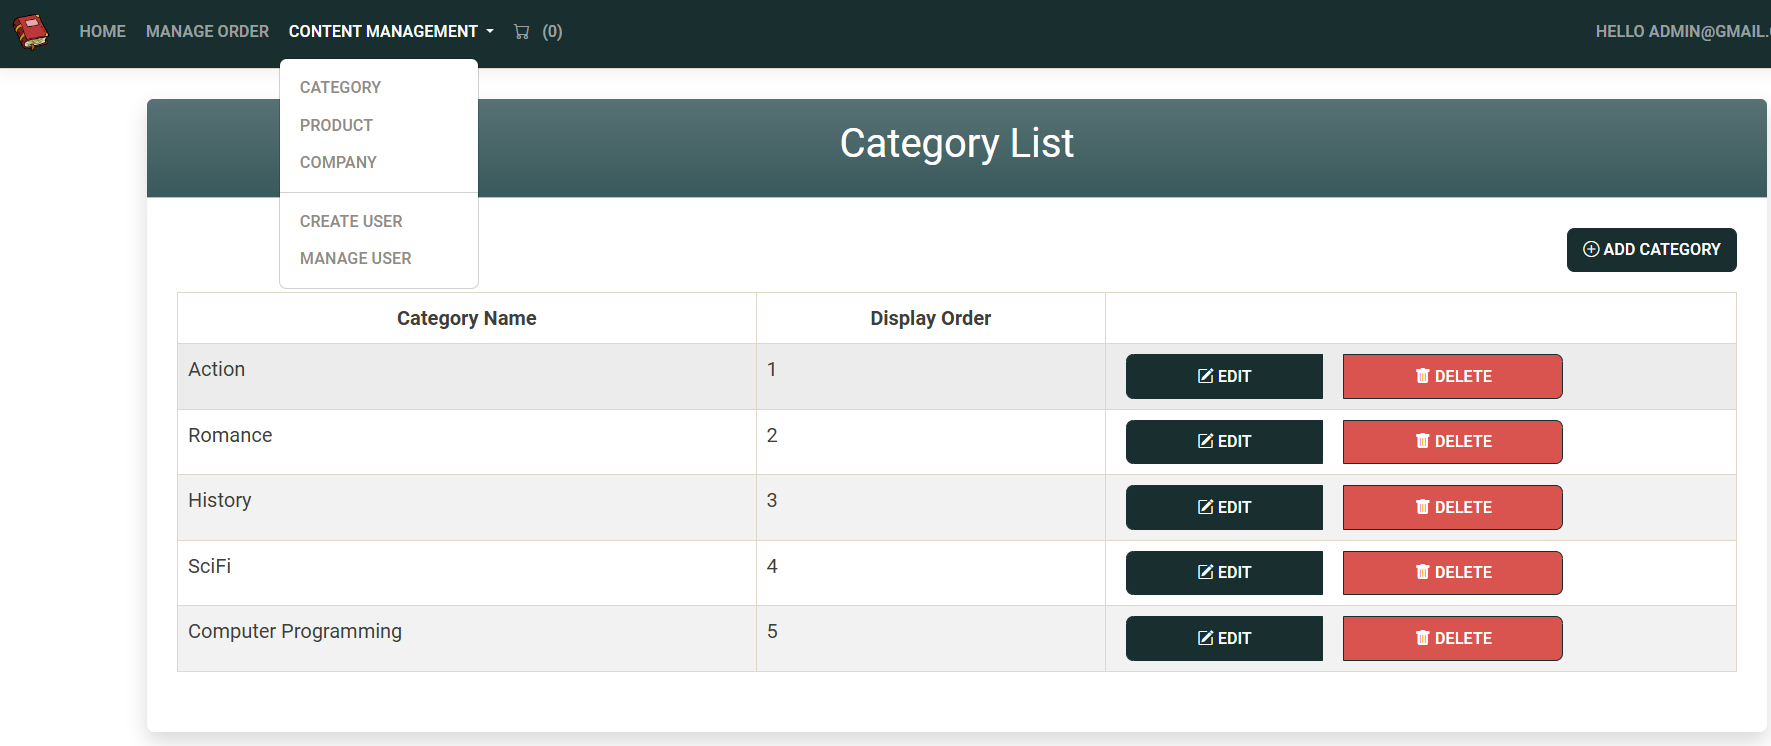 HOME MANAGE ORDER CONTENT MANAGEMENT (0) HELLO ADMIN@GMAIL.
CATEGORY
PRODUCT
COMPANY
CREATE USER
MANAGE USER
Category List
ADD CATEGORY
Category Name Display Order
Action 1 EDIT DELETE
Romance 2 EDIT DELETE
History 3 EDIT DELETE
SciFi 4 EDIT DELETE
Computer Programming 5 EDIT DELETE